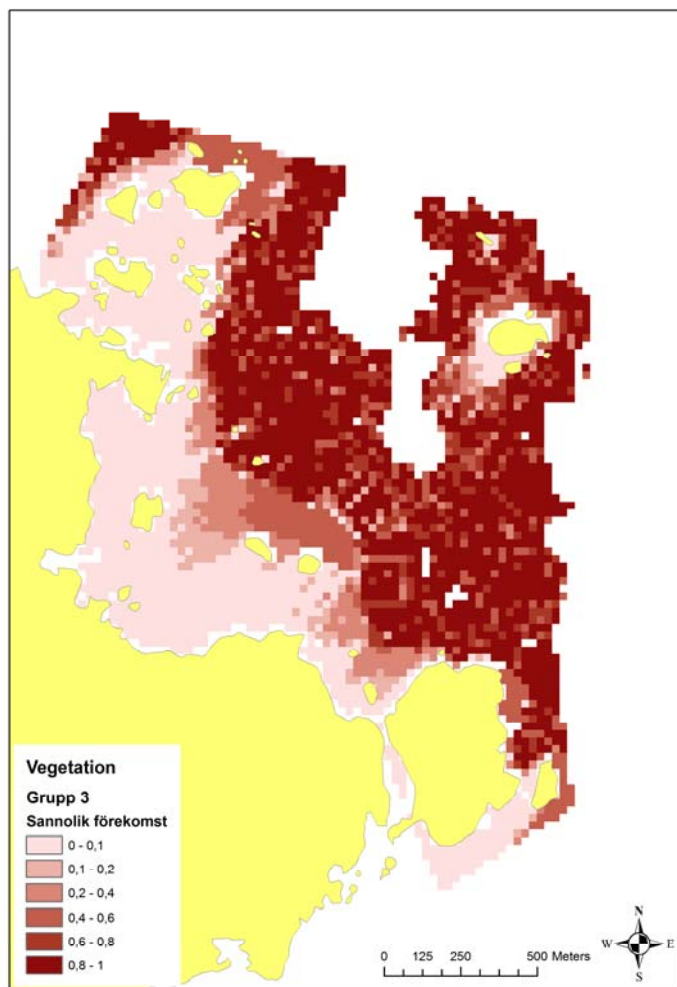 Vegetation
Grupp 3
Sannolik förekomst
0 - 0,1
0,1 - 0,2
0,2 - 0,4
0,4 - 0,6
0,6 - 0,8
0,8 - 1
0 125 250 500 Meters
N
W E
S